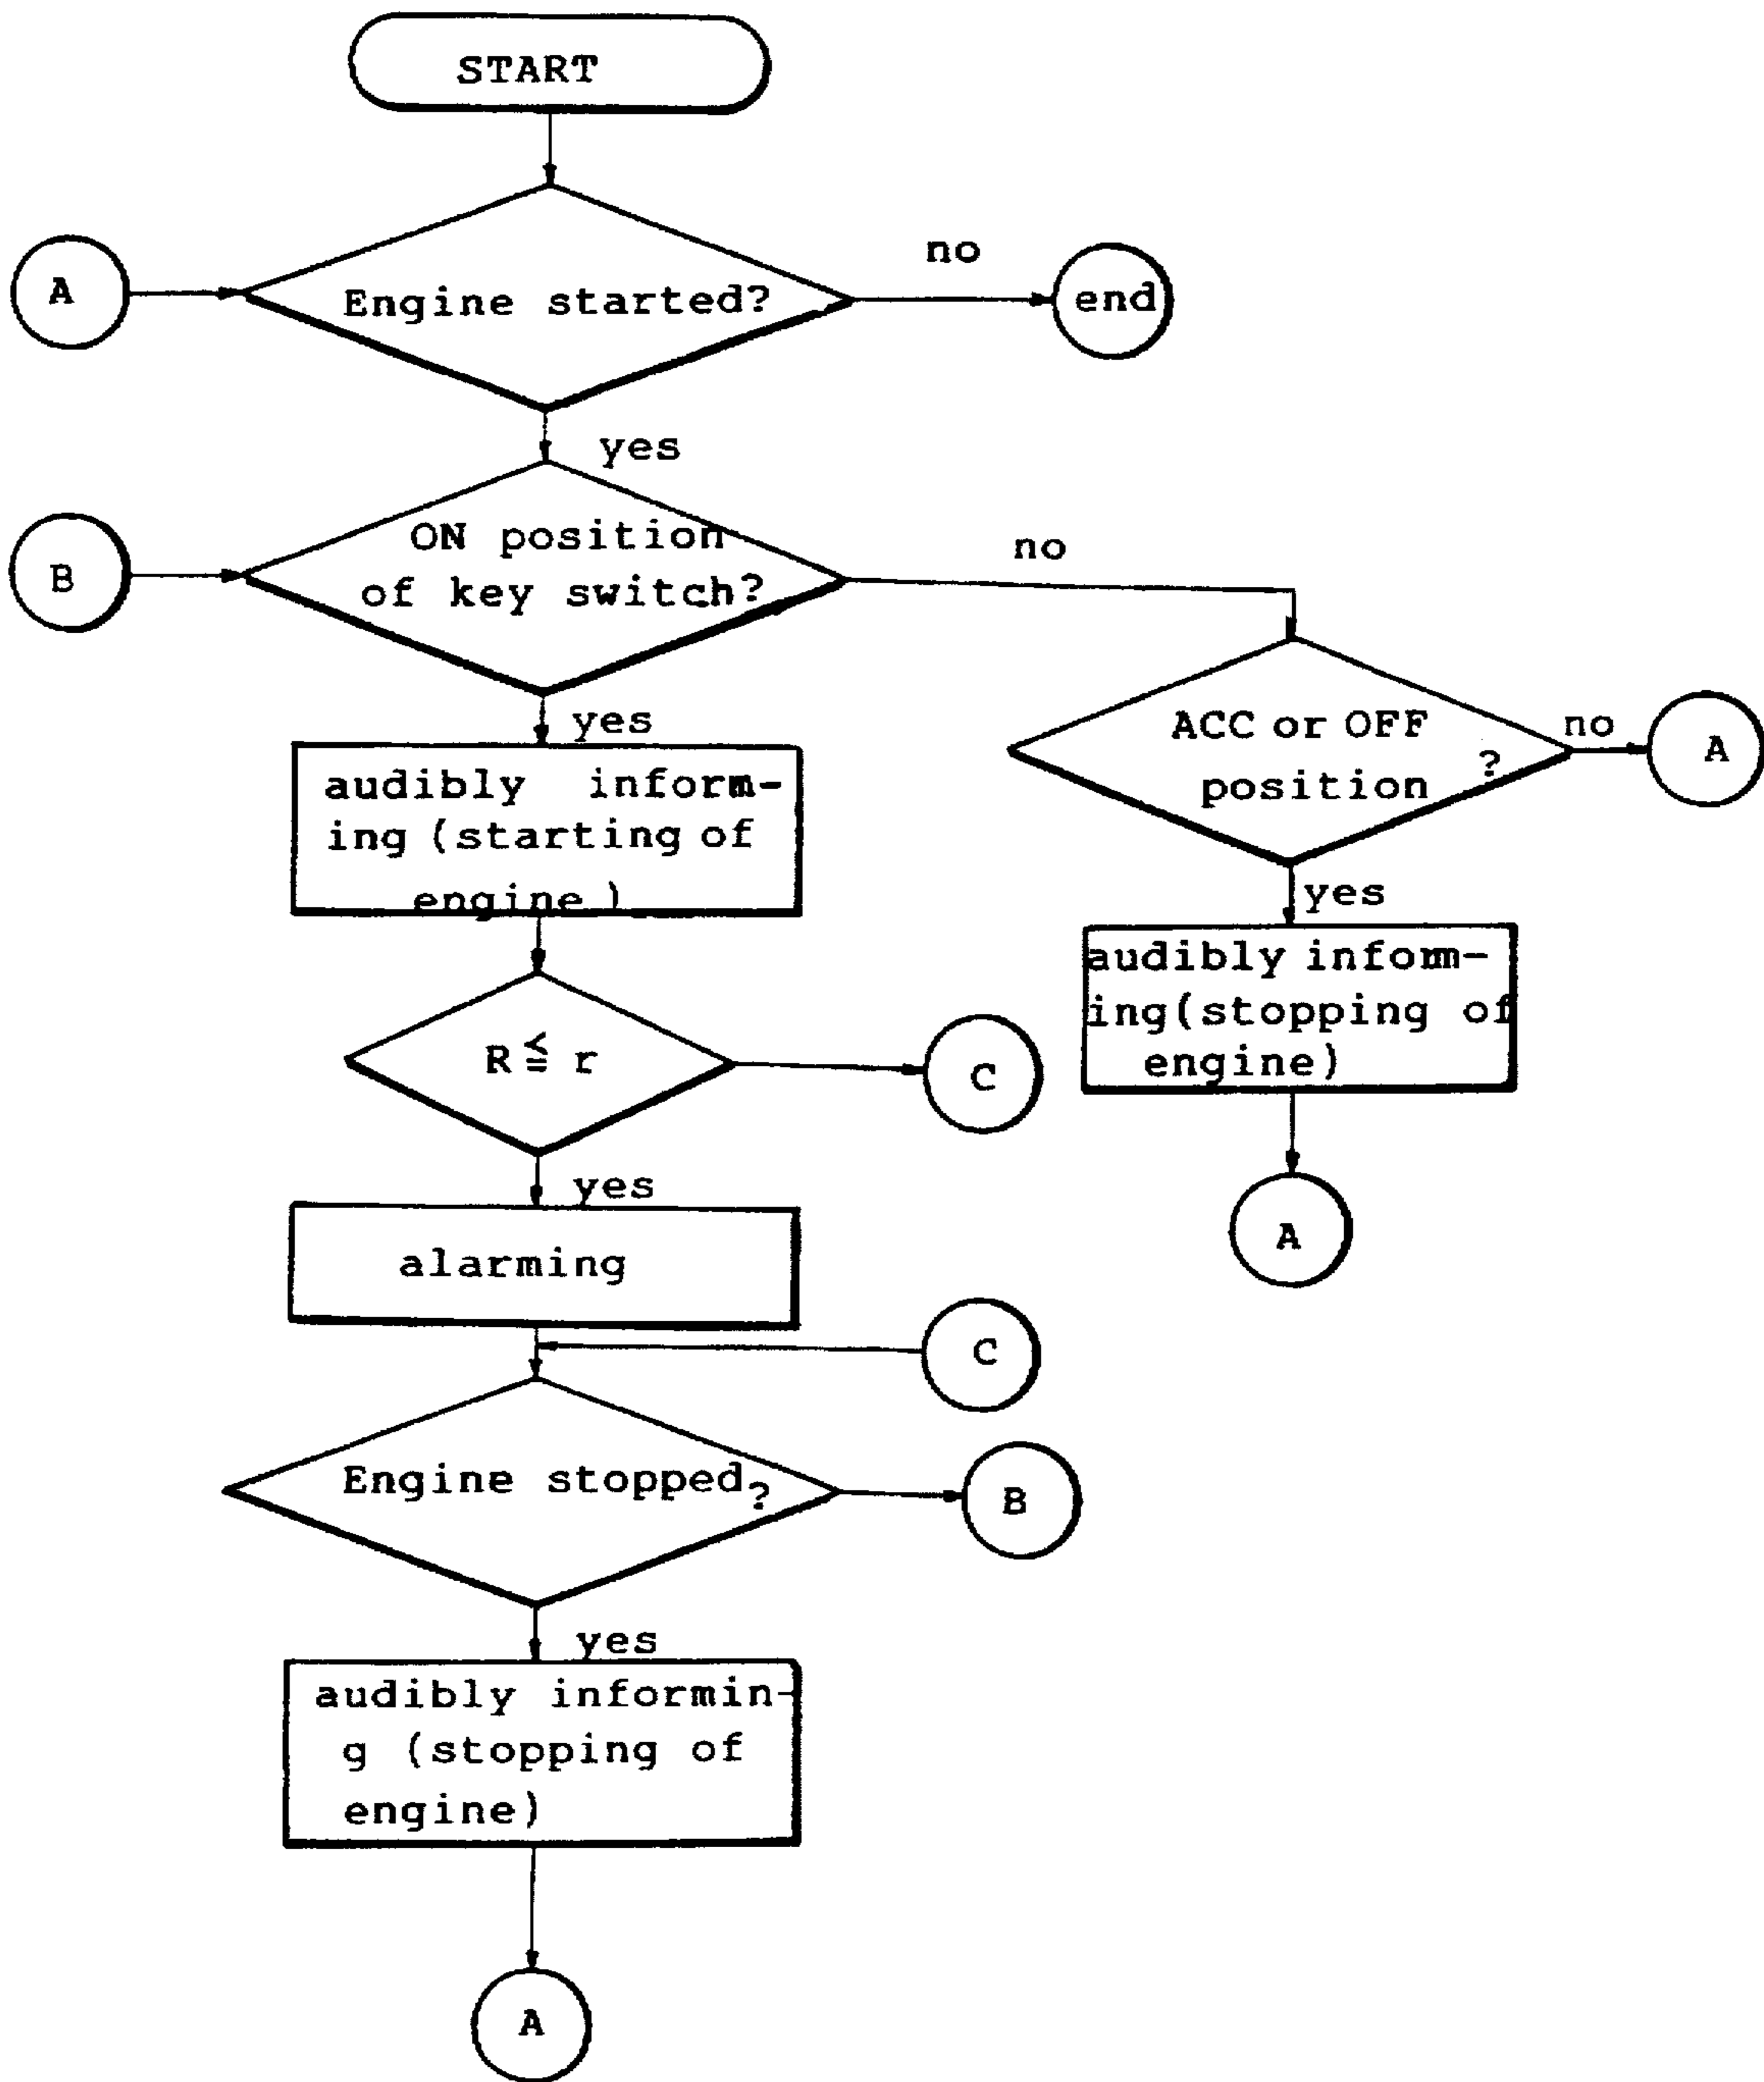 START
A
Engine started?
no
end
yes
B
ON position
of key switch?
no
yes
ACC or OFF
position ?
no
A
audibly inform-
ing (starting of
engine)
yes
audibly inform-
ing(stopping of
engine)
A
R ≦ r
C
yes
alarming
C
Engine stopped?
B
yes
audibly informin-
g (stopping of
engine)
A